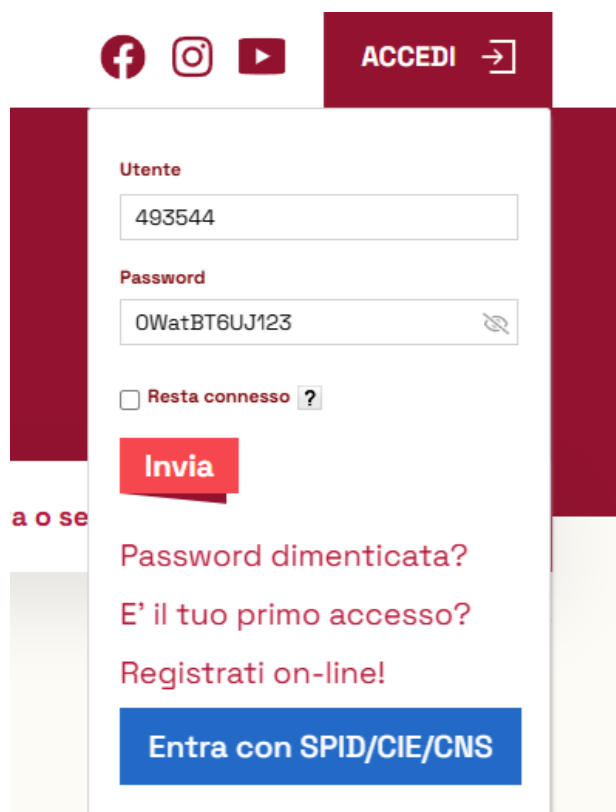 ACCEDI
Utente
493544
Password
OWatBT6UJ123
Resta connesso ?
Invia
a o se
Password dimenticata?
E' il tuo primo accesso?
Registrati on-line!
Entra con SPID/CIE/CNS